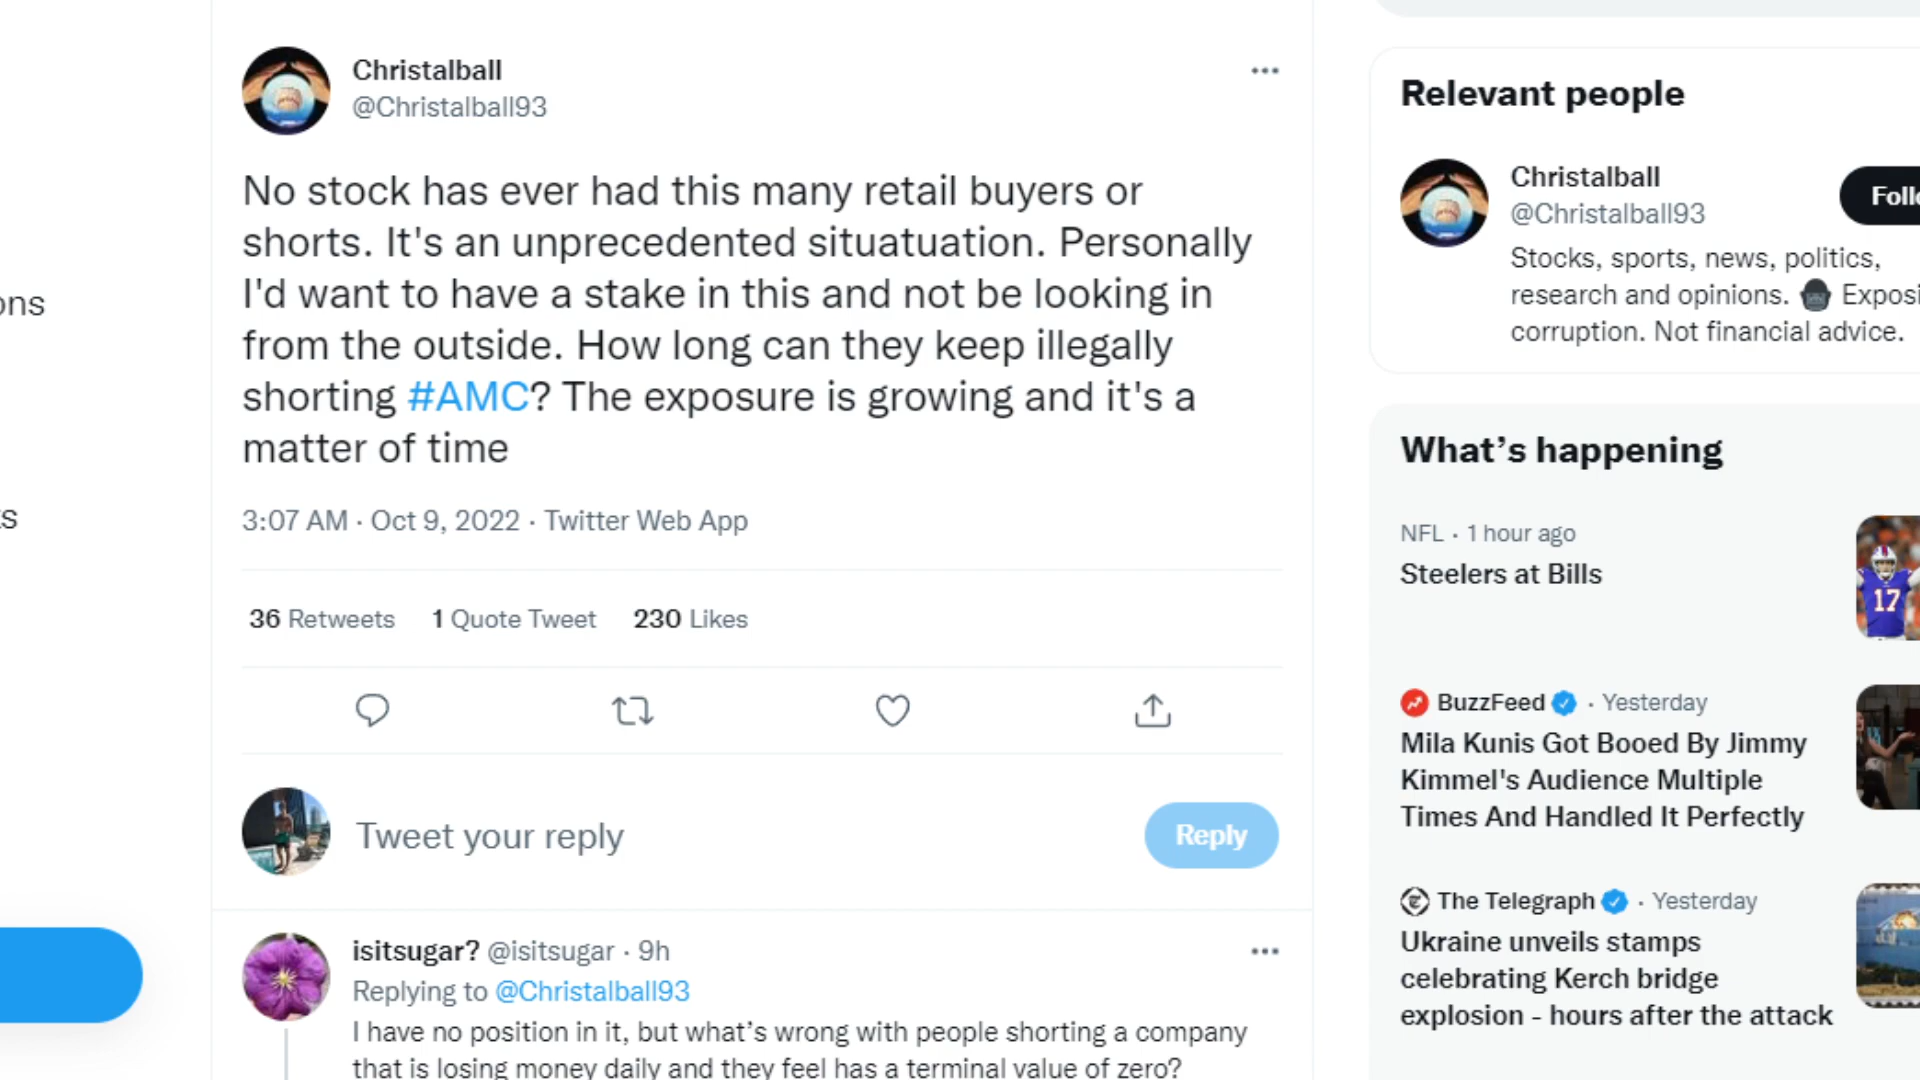 Christalball
@Christalball93
No stock has ever had this many retail buyers or
shorts. It's an unprecedented situatuation. Personally
I'd want to have a stake in this and not be looking in
from the outside. How long can they keep illegally
shorting #AMC? The exposure is growing and it's a
matter of time
3:07 AM · Oct 9, 2022 · Twitter Web App
36 Retweets 1 Quote Tweet 230 Likes
Tweet your reply
Reply
isitsugar? @isitsugar · 9h
Replying to @Christalball93
I have no position in it, but what's wrong with people shorting a company
that is losing money daily and they feel has a terminal value of zero?
ons
Relevant people
Christalball
@Christalball93
Stocks, sports, news, politics,
research and opinions. Exposi
corruption. Not financial advice.
Foll
What's happening
NFL · 1 hour ago
Steelers at Bills
17
BuzzFeed · Yesterday
Mila Kunis Got Booed By Jimmy
Kimmel's Audience Multiple
Times And Handled It Perfectly
The Telegraph · Yesterday
Ukraine unveils stamps
celebrating Kerch bridge
explosion - hours after the attack